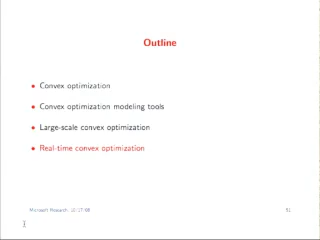 Outline
• Convex optimization
• Convex optimization modeling tools
• Large-scale convex optimization
• Real-time convex optimization
Microsoft Research, 10/17/08
51